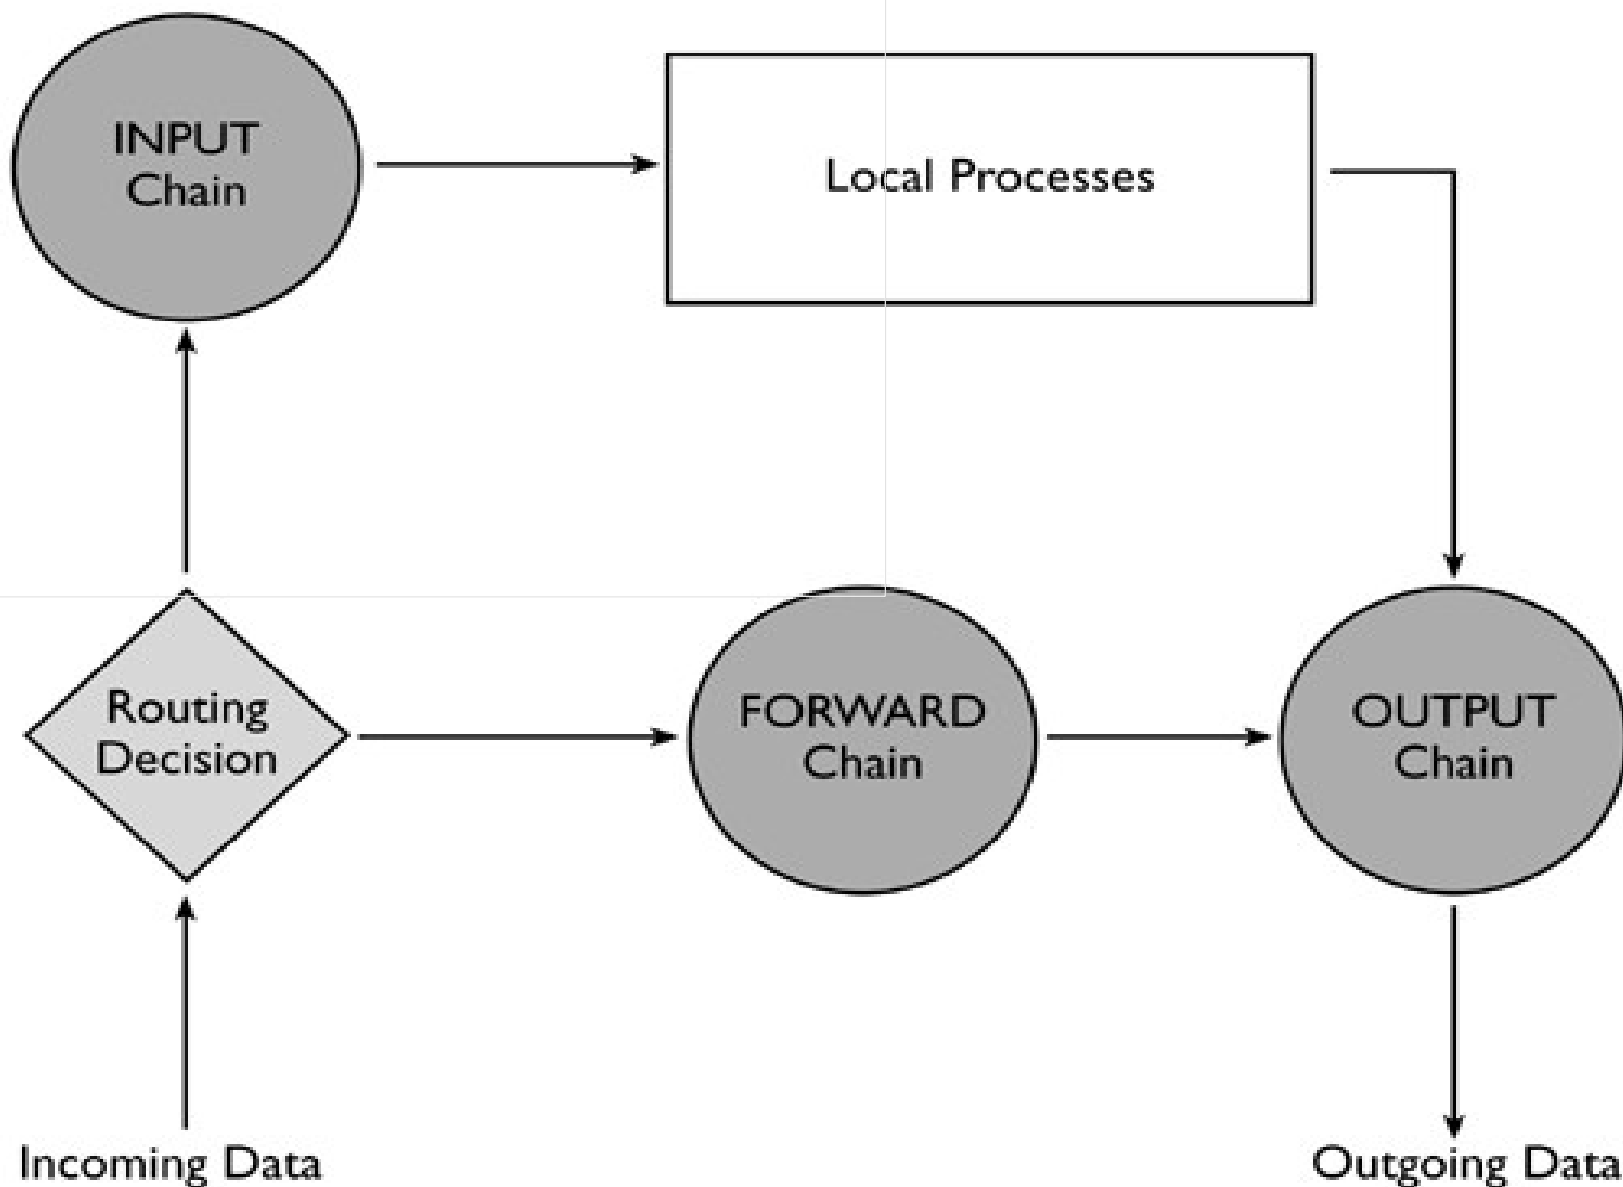 INPUT
Chain
Local Processes
Routing
Decision
FORWARD
Chain
OUTPUT
Chain
Incoming Data
Outgoing Data